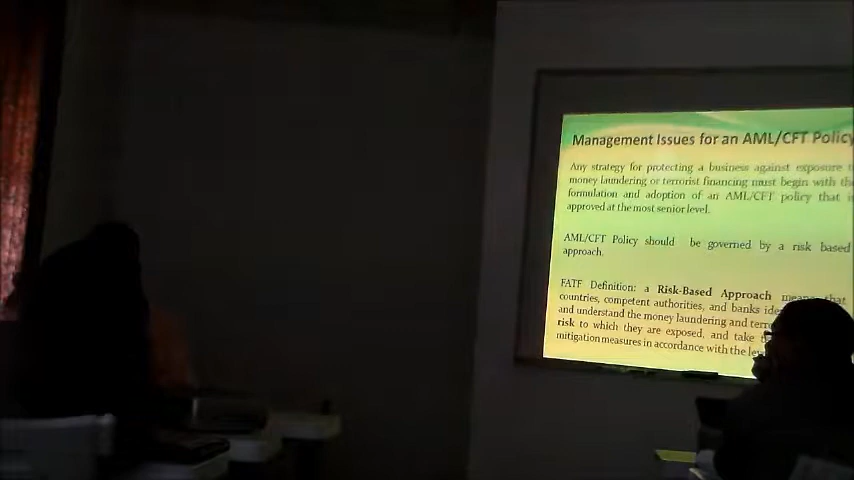 Management Issues for an AML/CFT Policy
Any strategy for protecting a business against exposure
money laundering or terrorist financing must begin with the
formulation and adoption of an AML/CFT policy that
approved at the most senior level.
AML/CFT Policy should be governed by a risk based
approach.
FATF Definition: a Risk-Based Approach means that
countries, competent authorities, and banks
and understand the money laundering and
risk to which they are exposed, and take
mitigation measures in accordance with the